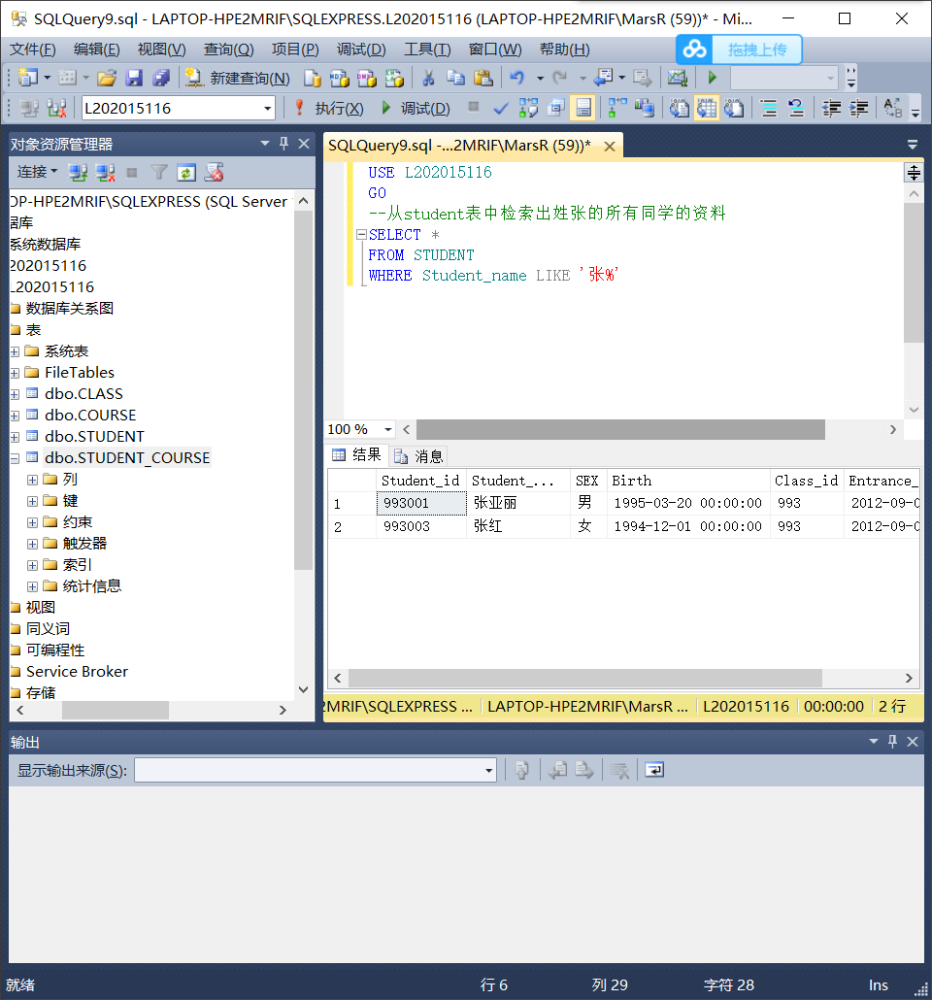 SQLQuery9.sql - LAPTOP-HPE2MRIF\SQLEXPRESS.L202015116 (LAPTOP-HPE2MRIF\MarsR (59))* - Mi...
文件(F) 编辑(E) 视图(V) 查询(Q) 项目(P) 调试(D) 工具(T) 窗口(W) 帮助(H)
拖拽上传
新建查询(N)
L202015116 执行(X) 调试(D)
对象资源管理器
连接
OP-HPE2MRIF\SQLEXPRESS (SQL Server
据库
系统数据库
202015116
L202015116
数据库关系图
表
系统表
FileTables
dbo.CLASS
dbo.COURSE
dbo.STUDENT
dbo.STUDENT_COURSE
列
键
约束
触发器
索引
统计信息
视图
同义词
可编程性
Service Broker
存储
SQLQuery9.sql -...2MRIF\MarsR (59))*
USE L202015116
GO
--从student表中检索出姓张的所有同学的资料
SELECT *
FROM STUDENT
WHERE Student_name LIKE '张%'
100 %
结果 消息
Student_id Student_... SEX Birth Class_id Entrance_
1 993001 张亚丽 男 1995-03-20 00:00:00 993 2012-09-0
2 993003 张红 女 1994-12-01 00:00:00 993 2012-09-0
2MRIF\SQLEXPRESS ... LAPTOP-HPE2MRIF\MarsR ... L202015116 00:00:00 2 行
输出
显示输出来源(S):
就绪 行 6 列 29 字符 28 Ins